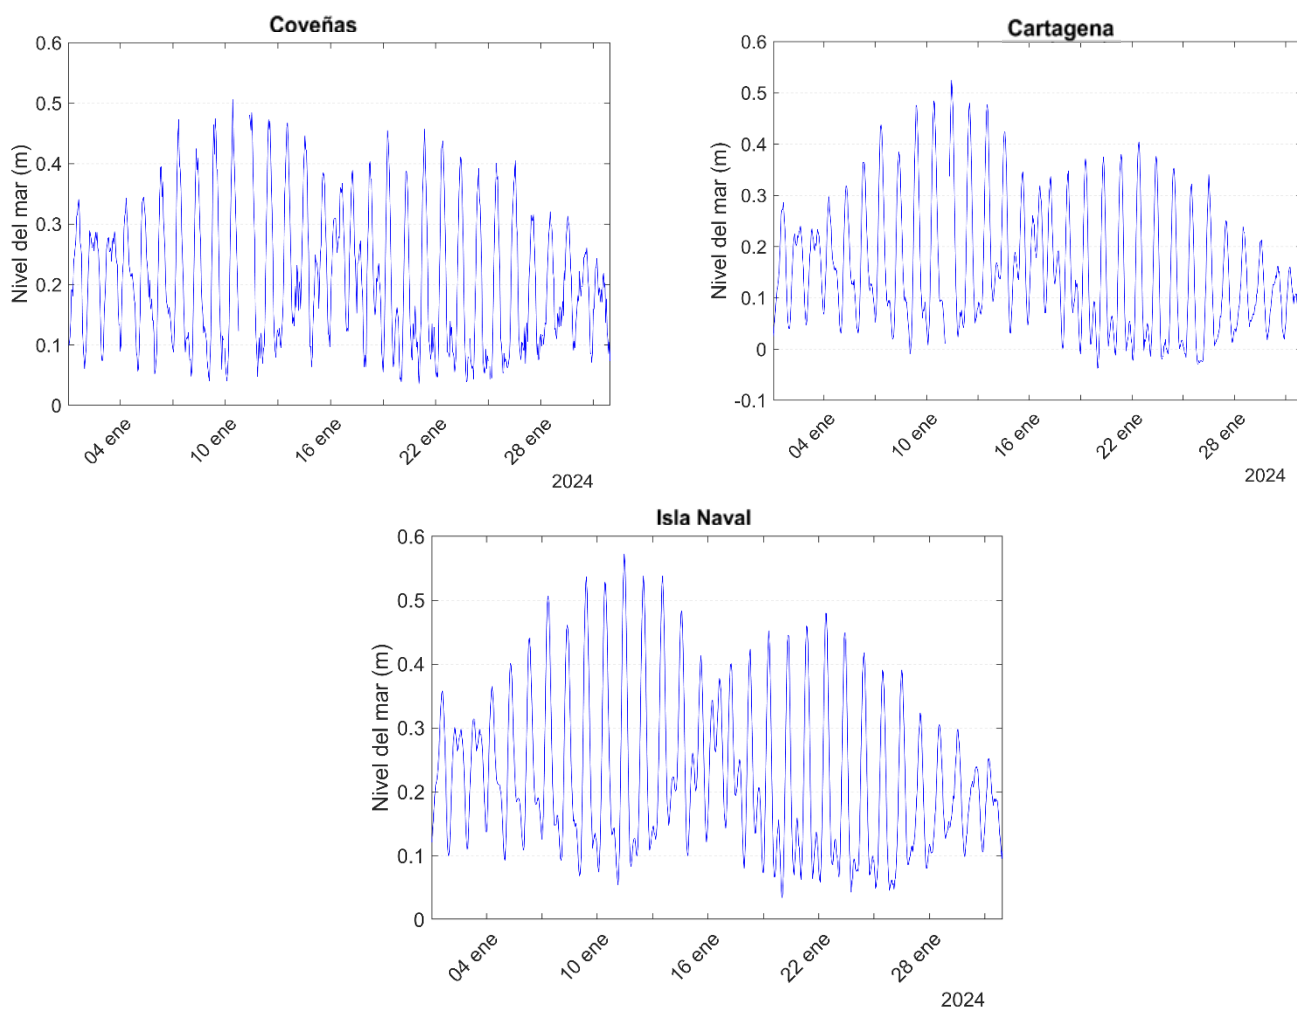 Coveñas
Nivel del mar (m)
0.6
0.5
0.4
0.3
0.2
0.1
0
04 ene
10 ene
16 ene
22 ene
28 ene
2024
Cartagena
Nivel del mar (m)
0.6
0.5
0.4
0.3
0.2
0.1
0
-0.1
04 ene
10 ene
16 ene
22 ene
28 ene
2024
Isla Naval
Nivel del mar (m)
0.6
0.5
0.4
0.3
0.2
0.1
0
04 ene
10 ene
16 ene
22 ene
28 ene
2024